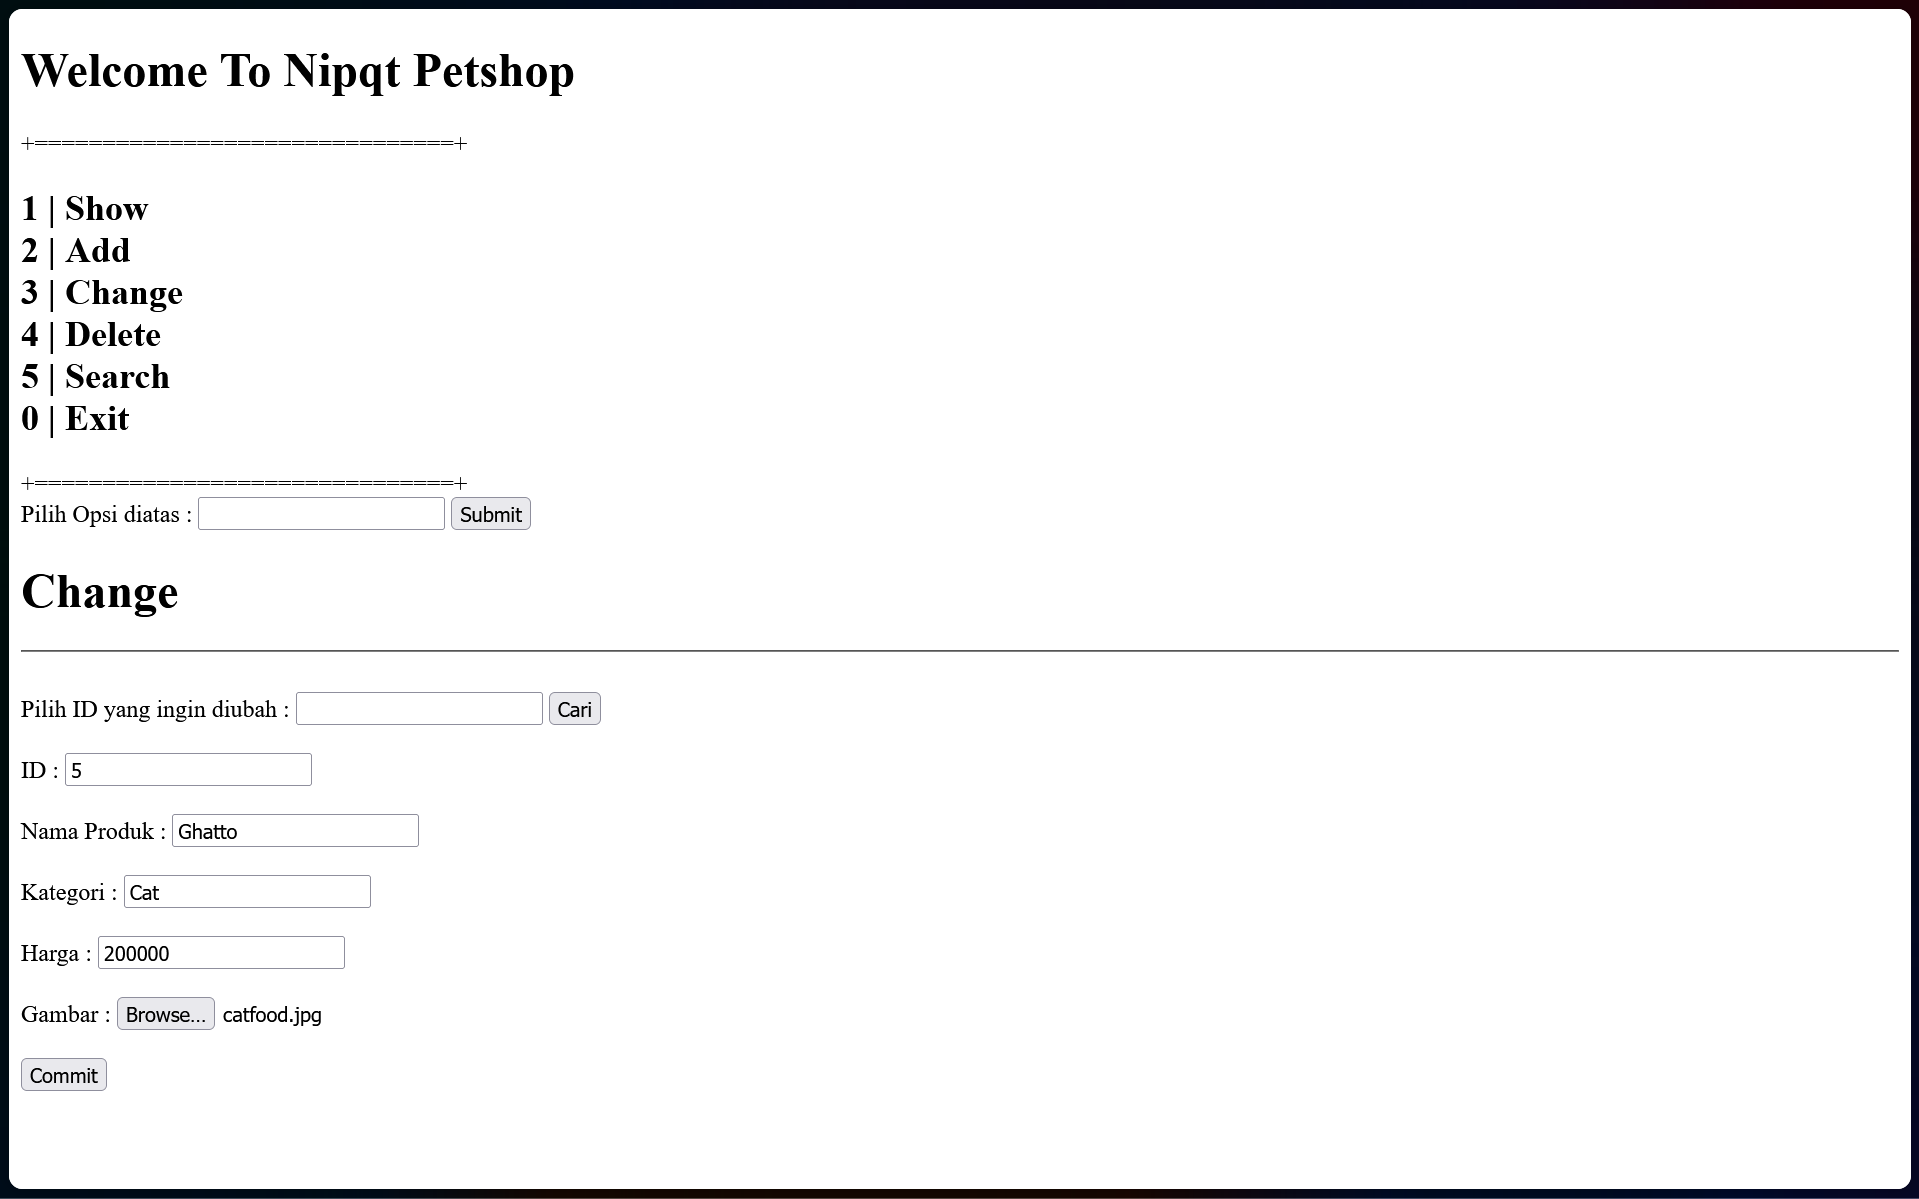 Welcome To Nipqt Petshop
+===============================+
1 | Show
2 | Add
3 | Change
4 | Delete
5 | Search
0 | Exit
+===============================+
Pilih Opsi diatas : Submit
Change
Pilih ID yang ingin diubah : Cari
ID : 5
Nama Produk : Ghatto
Kategori : Cat
Harga : 200000
Gambar : Browse... catfood.jpg
Commit